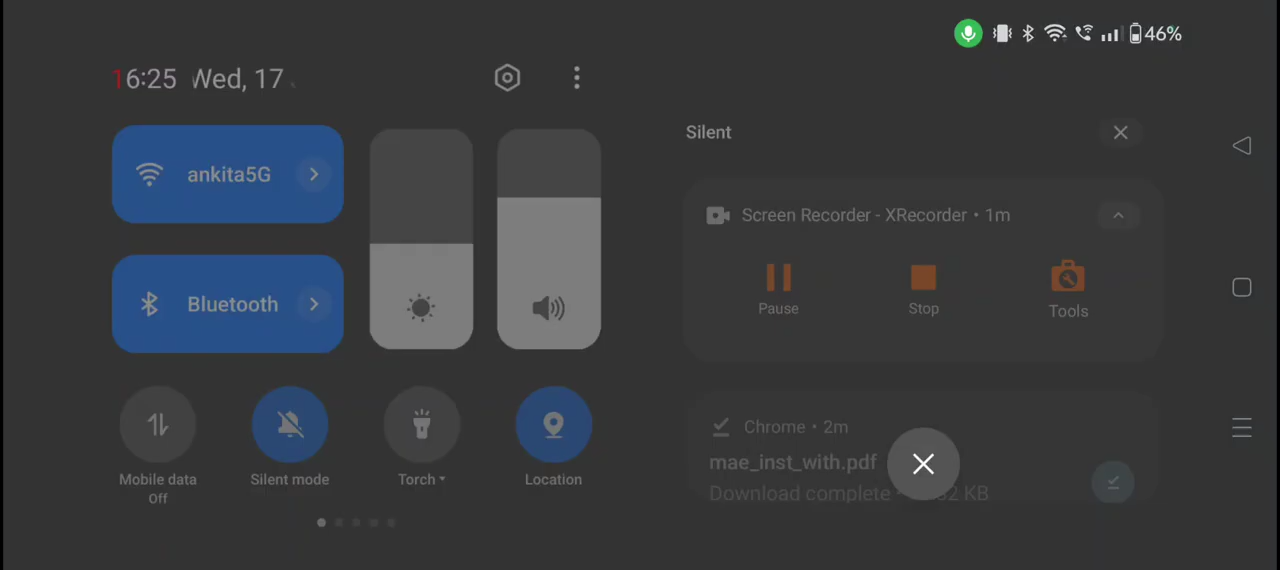 46%
16:25 Wed, 17
Silent
ankita5G
Screen Recorder - XRecorder • 1m
Bluetooth
Pause
Stop
Tools
Chrome • 2m
mae_inst_with.pdf
Download complete • KB
Mobile data
Off
Silent mode
Torch
Location